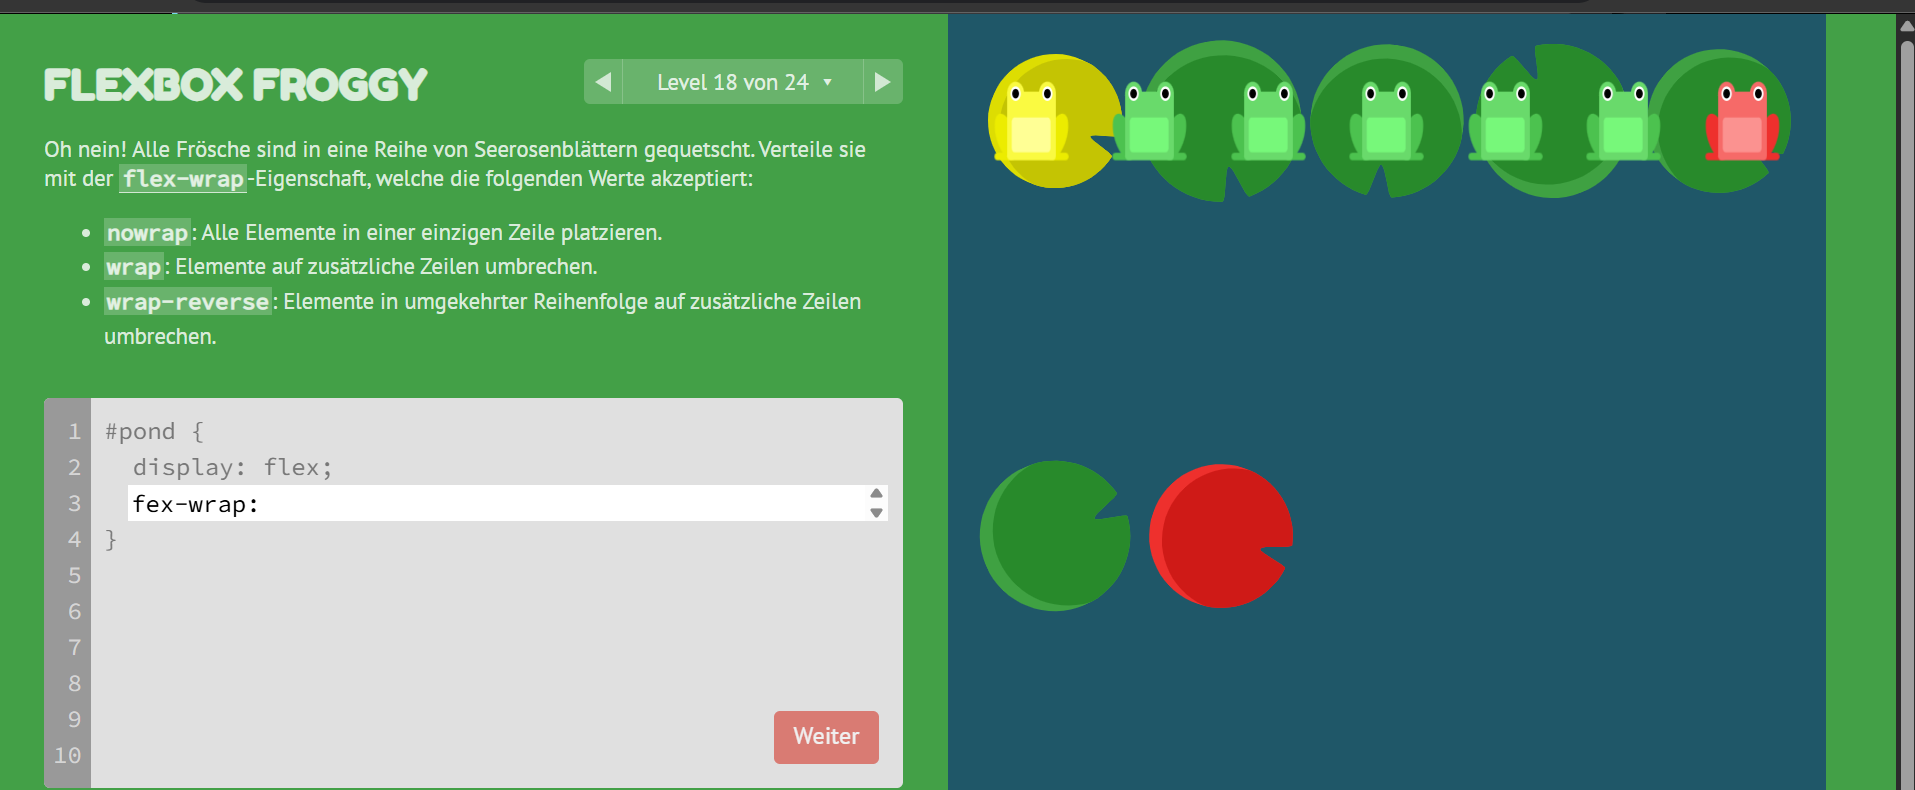 FLEXBOX FROGGY
Level 18 von 24
Oh nein! Alle Frösche sind in eine Reihe von Seerosenblättern gequetscht. Verteile sie
mit der flex-wrap-Eigenschaft, welche die folgenden Werte akzeptiert:
nowrap: Alle Elemente in einer einzigen Zeile platzieren.
wrap: Elemente auf zusätzliche Zeilen umbrechen.
wrap-reverse: Elemente in umgekehrter Reihenfolge auf zusätzliche Zeilen
umbrechen.
1 #pond {
2 display: flex;
3 fex-wrap:
4 }
5
6
7
8
9
10
Weiter